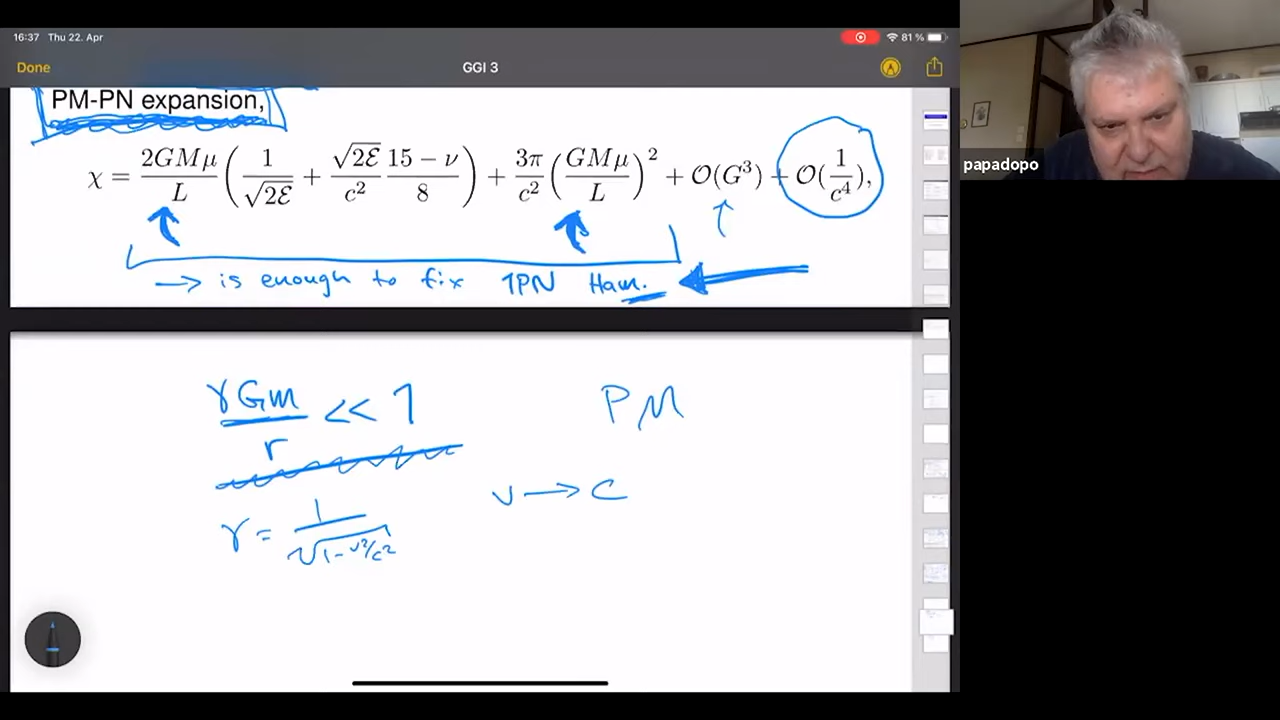 16:37 Thu 22. Apr 81 %
Done GGI 3
PM-PN expansion,
χ = 2GMμ/L ( 1/√2ℰ + √2ℰ/c² 15 − ν/8 ) + 3π/c² ( GMμ/L )² + O(G³) + O(1/c⁴),
→ is enough to fix 1PN Ham.
γGm/r << 1 PM
v → c
γ = 1/√1-v²/c²
papadopo